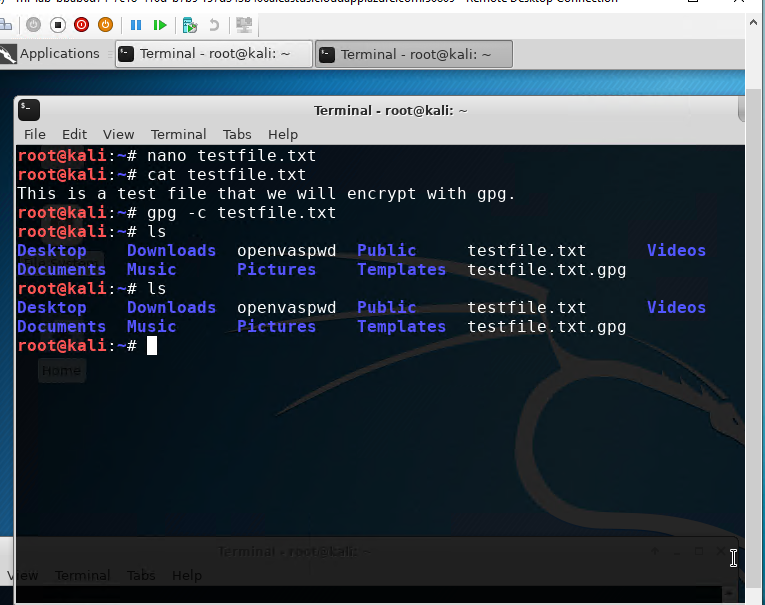 Remote Desktop Connection
Applications Terminal - root@kali: ~ Terminal - root@kali: ~
Terminal - root@kali: ~
File Edit View Terminal Tabs Help
root@kali:~# nano testfile.txt
root@kali:~# cat testfile.txt
This is a test file that we will encrypt with gpg.
root@kali:~# gpg -c testfile.txt
root@kali:~# ls
Desktop Downloads openvaspwd Public testfile.txt Videos
Documents Music Pictures Templates testfile.txt.gpg
root@kali:~# ls
Desktop Downloads openvaspwd Public testfile.txt Videos
Documents Music Pictures Templates testfile.txt.gpg
root@kali:~#
Home
Terminal - root@kali: ~
View Terminal Tabs Help